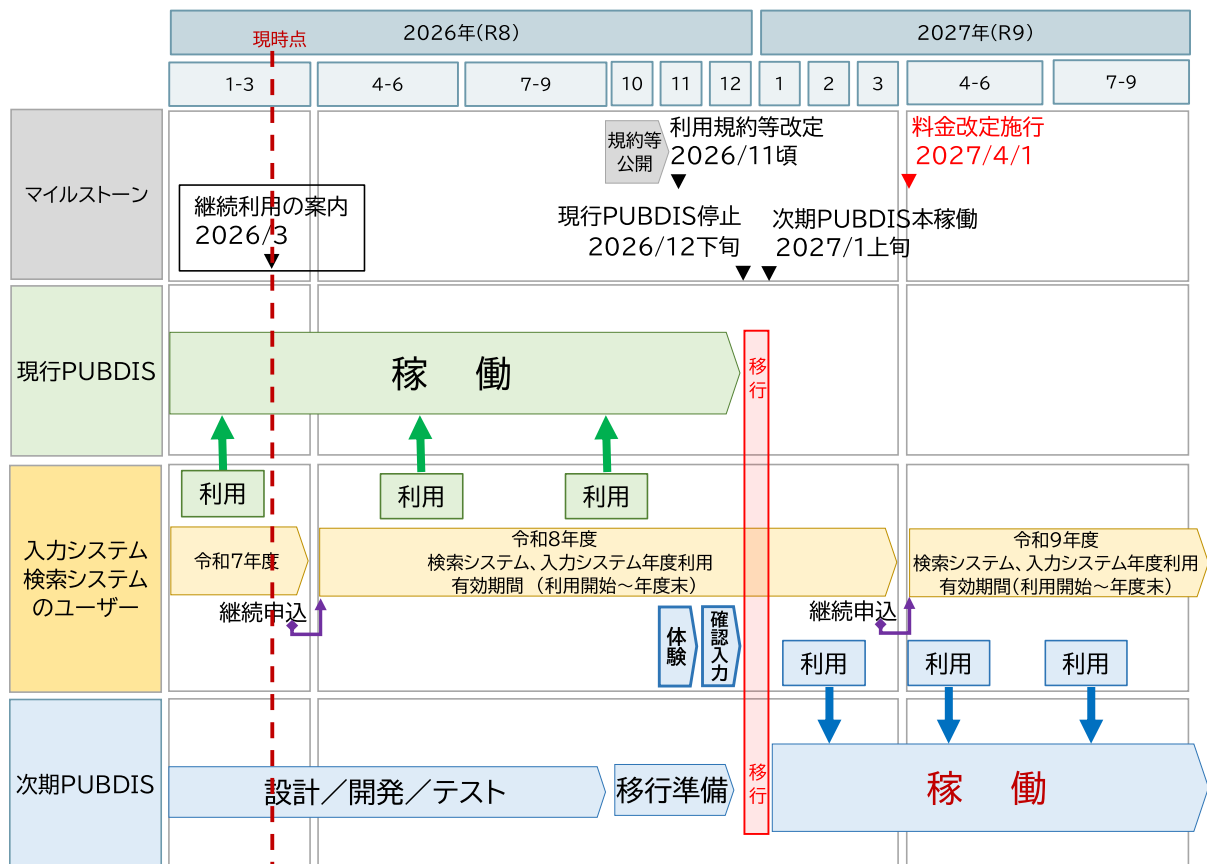 2026年(R8)
2027年(R9)
現時点
1-3
4-6
7-9
10
11
12
1
2
3
4-6
7-9
マイルストーン
規約等
公開
利用規約等改定
2026/11頃
料金改定施行
2027/4/1
継続利用の案内
2026/3
現行PUBDIS停止
2026/12下旬
次期PUBDIS本稼働
2027/1上旬
現行PUBDIS
稼 働
移
行
利用
利用
利用
入力システム
検索システム
のユーザー
令和7年度
令和8年度
検索システム、入力システム年度利用
有効期間 (利用開始～年度末)
令和9年度
検索システム、入力システム年度利用
有効期間(利用開始～年度末)
継続申込
継続申込
体
験
確
認
入
力
利用
利用
利用
次期PUBDIS
設計／開発／テスト
移行準備
移
行
稼 働